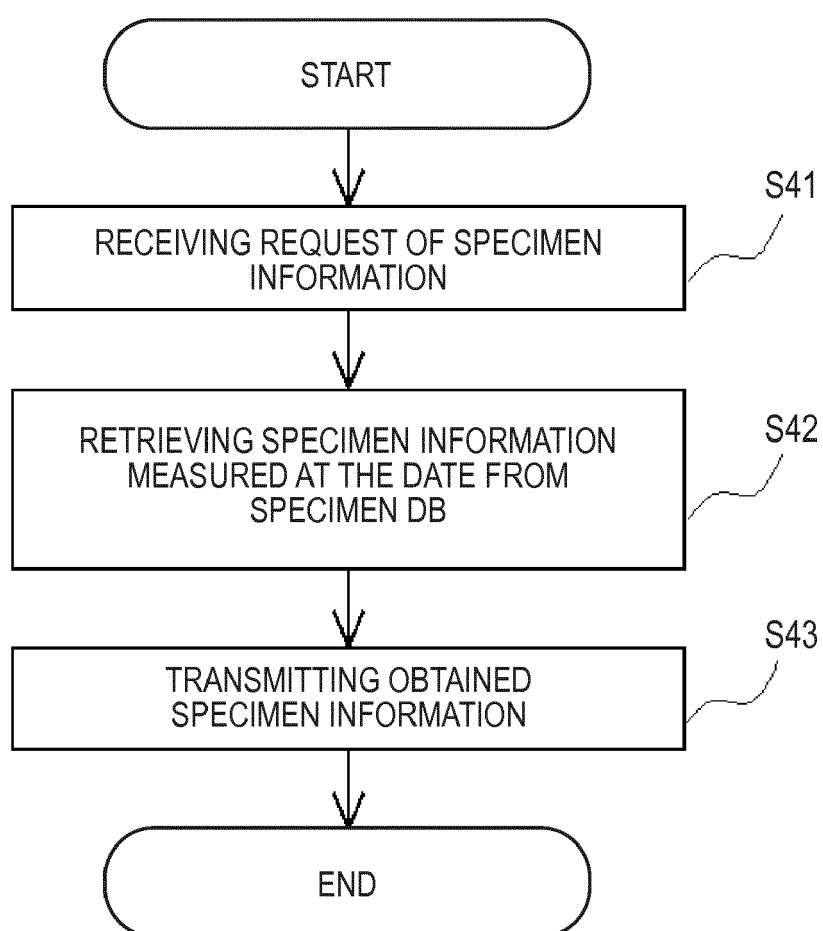 START
S41
RECEIVING REQUEST OF SPECIMEN
INFORMATION
S42
RETRIEVING SPECIMEN INFORMATION
MEASURED AT THE DATE FROM
SPECIMEN DB
S43
TRANSMITTING OBTAINED
SPECIMEN INFORMATION
END